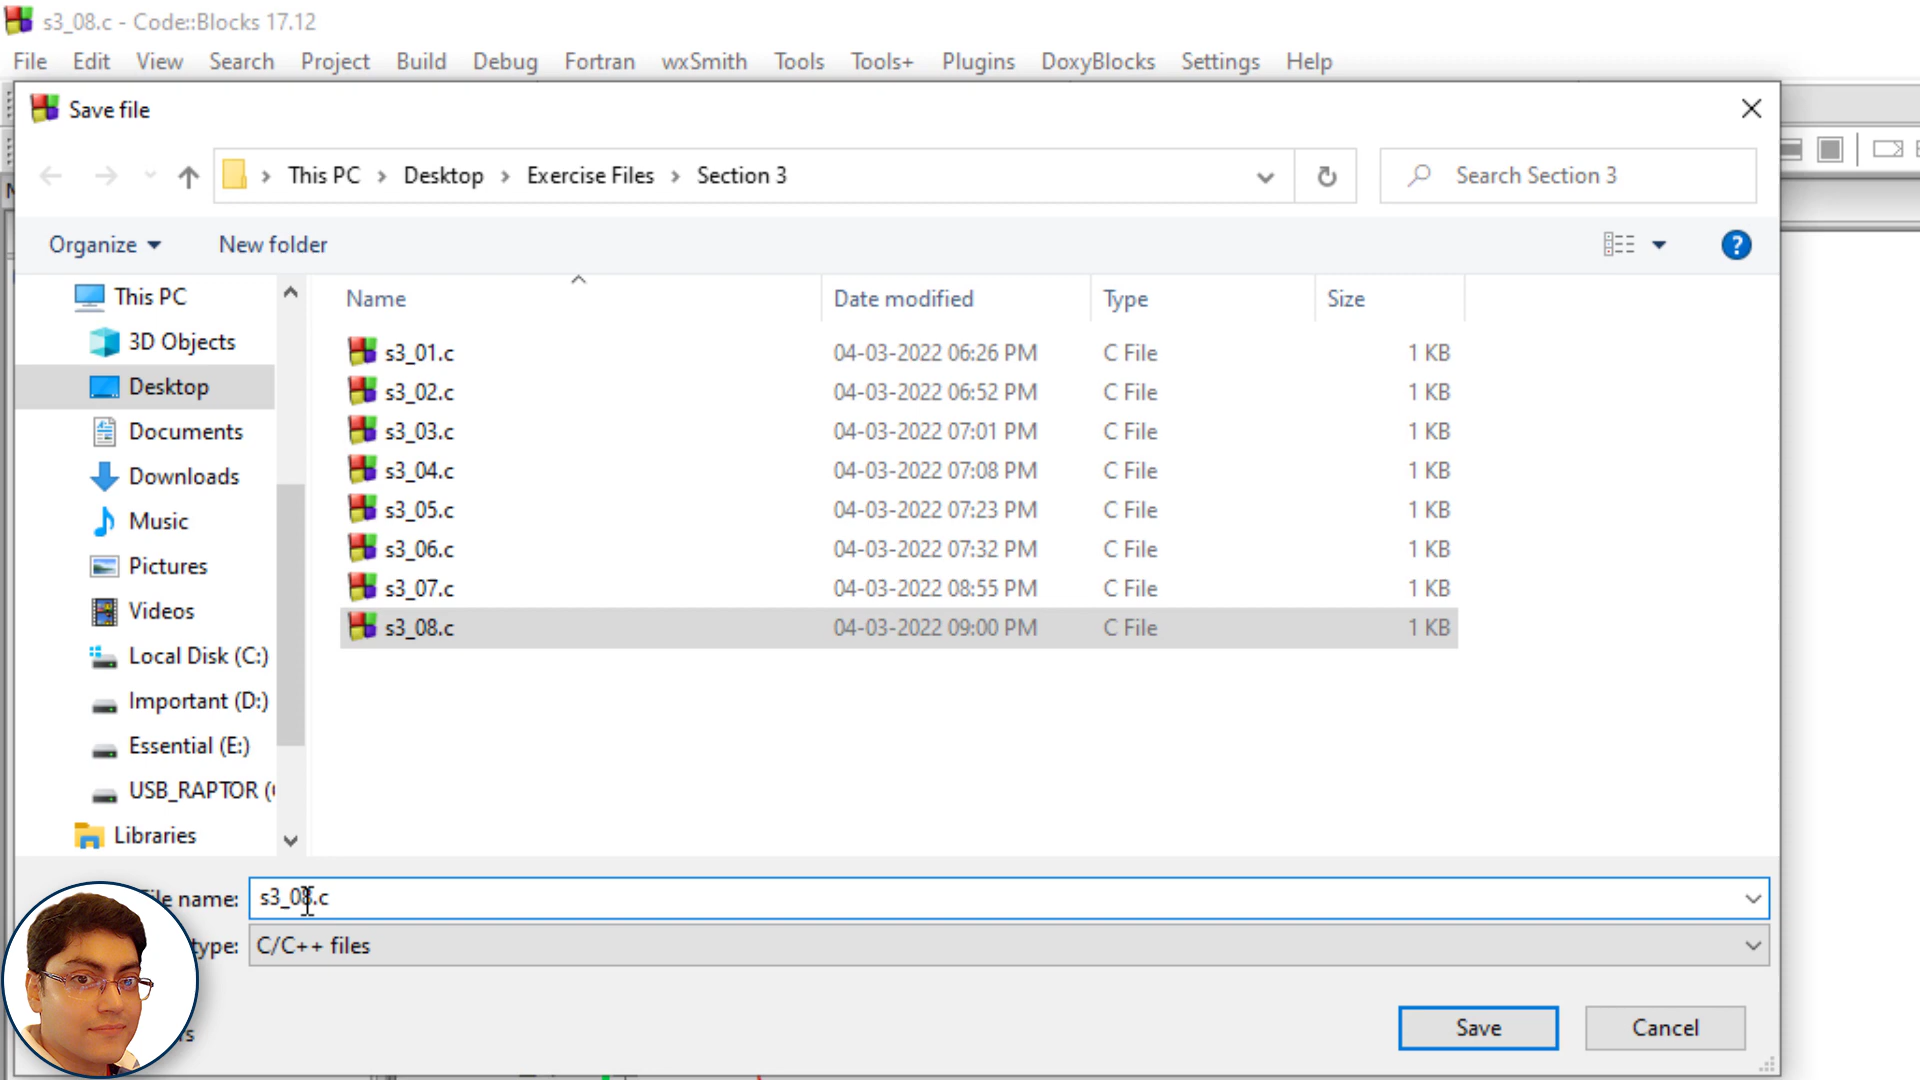 s3_08.c - Code::Blocks 17.12
File Edit View Search Project Build Debug Fortran wxSmith Tools Tools+ Plugins DoxyBlocks Settings Help
Save file
This PC > Desktop > Exercise Files > Section 3
Search Section 3
Organize New folder
Name Date modified Type Size
This PC
3D Objects
Desktop
Documents
Downloads
Music
Pictures
Videos
Local Disk (C:)
Important (D:)
Essential (E:)
USB_RAPTOR (
Libraries
s3_01.c 04-03-2022 06:26 PM C File 1 KB
s3_02.c 04-03-2022 06:52 PM C File 1 KB
s3_03.c 04-03-2022 07:01 PM C File 1 KB
s3_04.c 04-03-2022 07:08 PM C File 1 KB
s3_05.c 04-03-2022 07:23 PM C File 1 KB
s3_06.c 04-03-2022 07:32 PM C File 1 KB
s3_07.c 04-03-2022 08:55 PM C File 1 KB
s3_08.c 04-03-2022 09:00 PM C File 1 KB
File name: s3_08.c
type: C/C++ files
Save Cancel